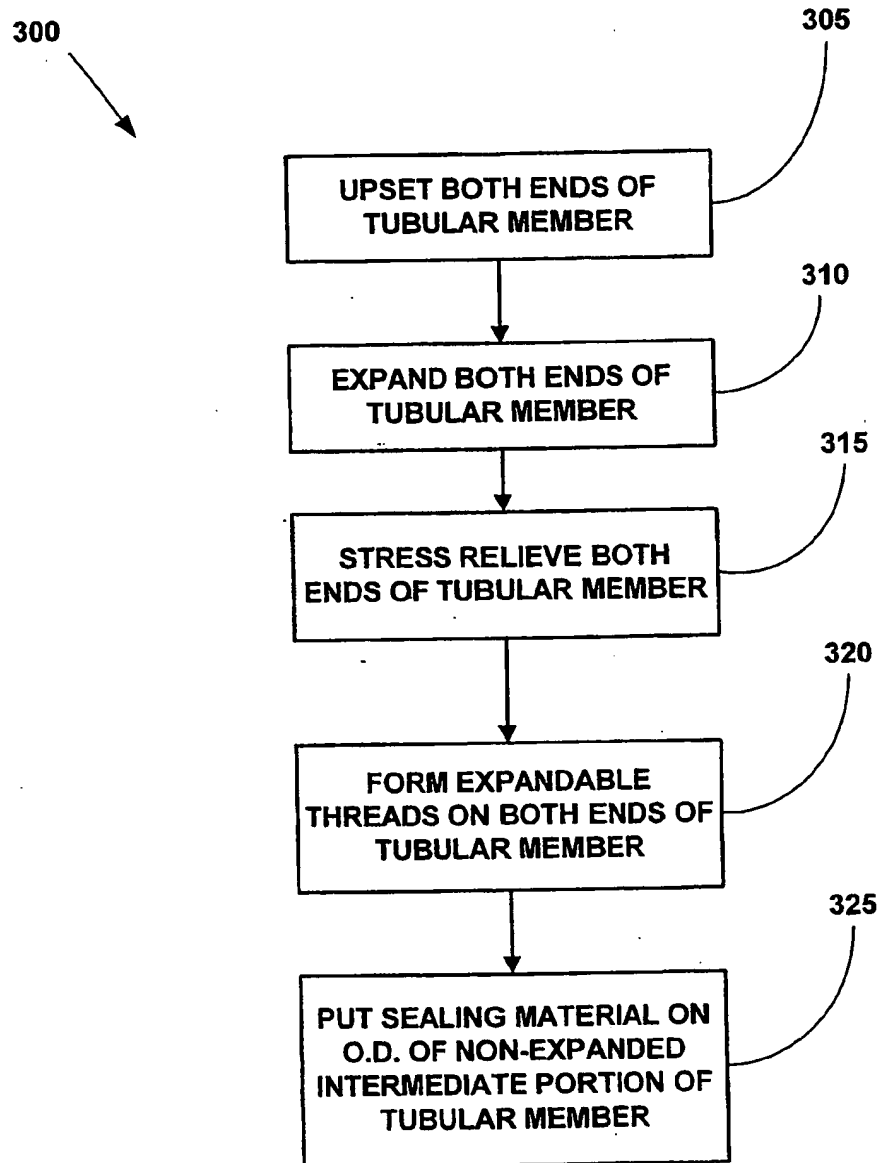 300
305
UPSET BOTH ENDS OF
TUBULAR MEMBER
310
EXPAND BOTH ENDS OF
TUBULAR MEMBER
315
STRESS RELIEVE BOTH
ENDS OF TUBULAR MEMBER
320
FORM EXPANDABLE
THREADS ON BOTH ENDS OF
TUBULAR MEMBER
325
PUT SEALING MATERIAL ON
O.D. OF NON-EXPANDED
INTERMEDIATE PORTION OF
TUBULAR MEMBER